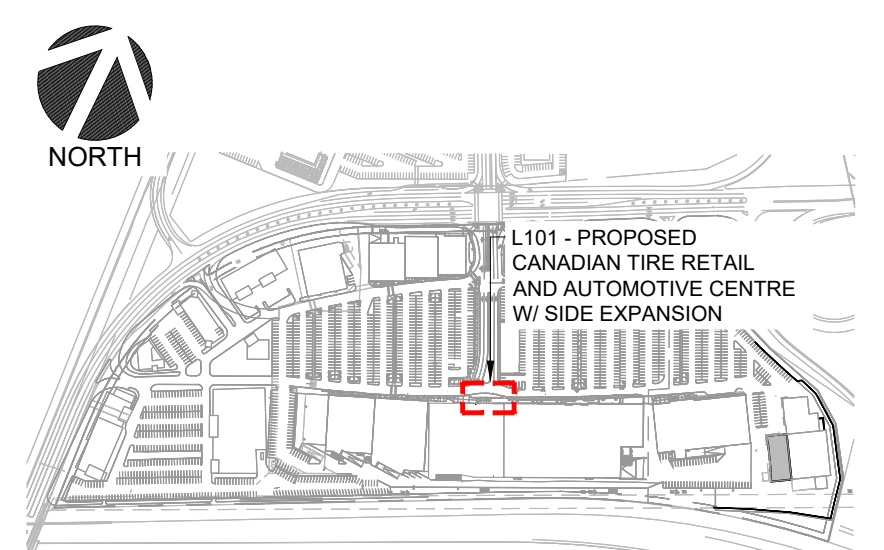 NORTH
L101 - PROPOSED
CANADIAN TIRE RETAIL
AND AUTOMOTIVE CENTRE
W/ SIDE EXPANSION